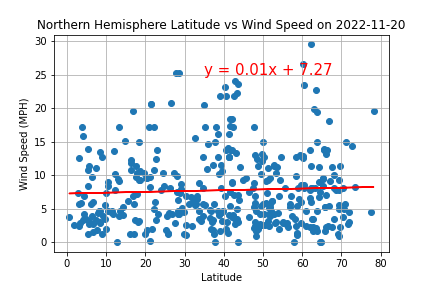 Northern Hemisphere Latitude vs Wind Speed on 2022-11-20
30
25
20
15
10
5
0
Wind Speed (MPH)
y = 0.01x + 7.27
0 10 20 30 40 50 60 70 80
Latitude